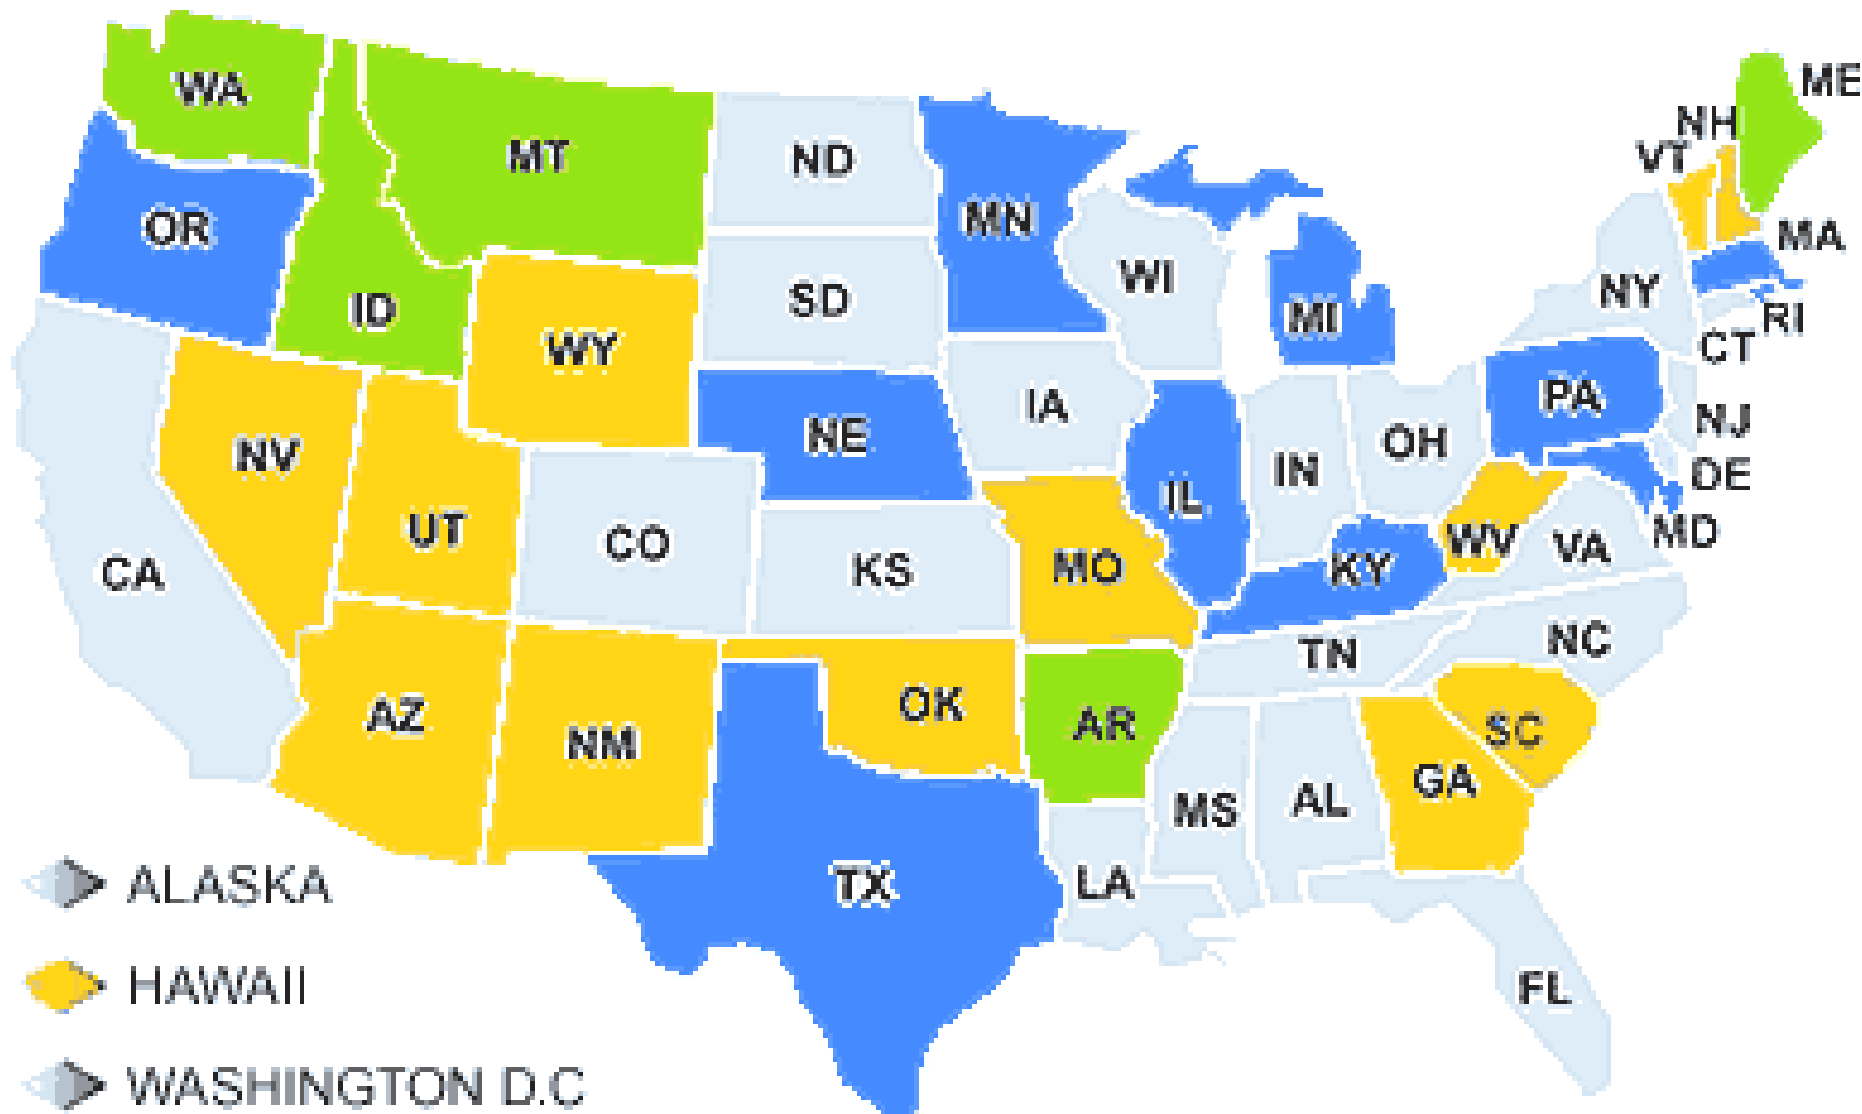 WA
MT
ND
MN
ME
NH
VT
OR
ID
SD
WI
MI
NY
MA
RI
CT
WY
NE
IA
PA
NJ
NV
UT
CO
KS
MO
IL
IN
OH
DE
WV
VA
MD
CA
KY
AZ
NM
OK
AR
TN
NC
SC
GA
MS
AL
TX
LA
FL
ALASKA
HAWAII
WASHINGTON D.C